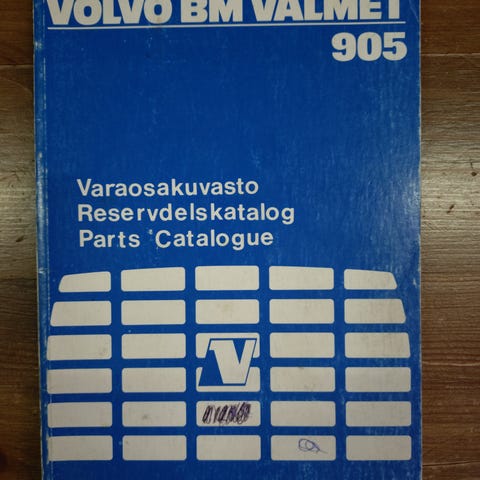 VOLVO BM VALMET
905
Varaosakuvasto
Reservdelskatalog
Parts Catalogue
V